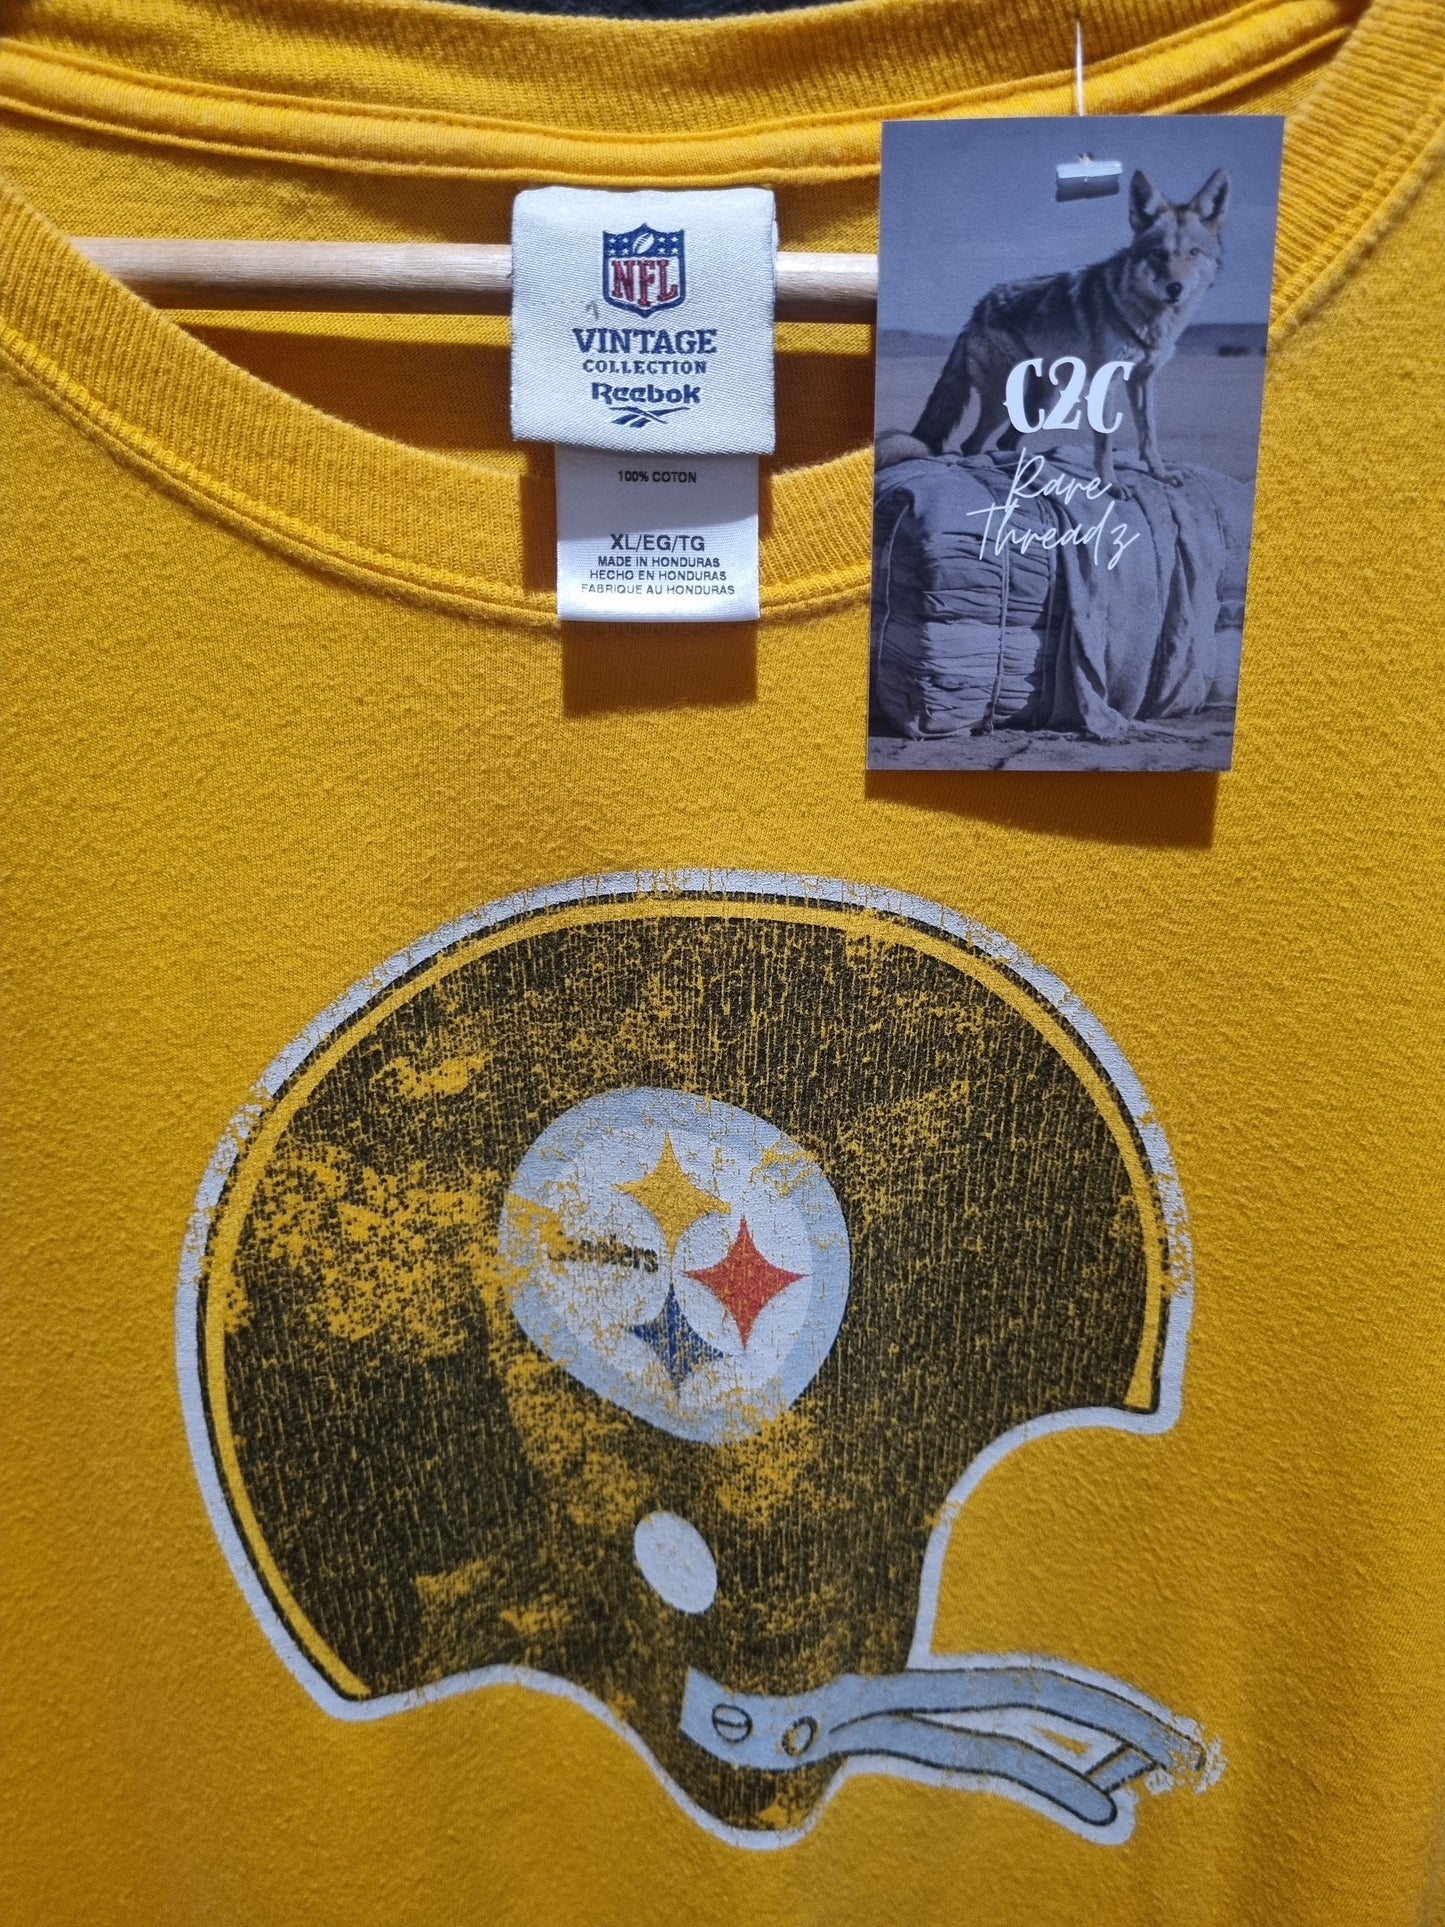 NFL
VINTAGE
COLLECTION
Reebok
100% COTON
XL/EG/TG
MADE IN HONDURAS
HECHO EN HONDURAS
FABRIQUE AU HONDURAS
C2C
Rare
Threadz
Steelers